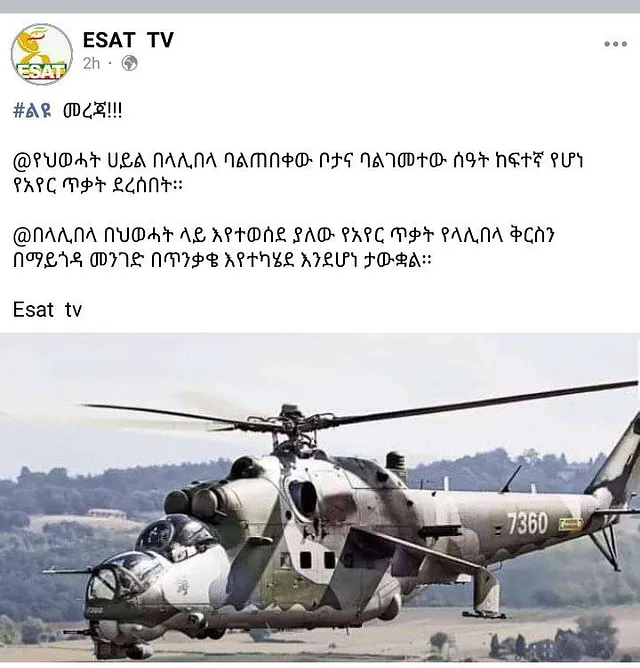 ESAT TV
2h ·
ESAT
#ልዩ መረጃ!!!
@የህወሓት ሀይል በላሊበላ ባልጠበቀው ቦታና ባልገመተው ሰዓት ከፍተኛ የሆነ
የአየር ጥቃት ደረሰበት።
@በላሊበላ በህወሓት ላይ እየተወሰደ ያለው የአየር ጥቃት የላሊበላ ቅርስን
በማይጎዳ መንገድ በጥንቃቄ እየተካሄደ እንደሆነ ታውቋል።
Esat tv
7360